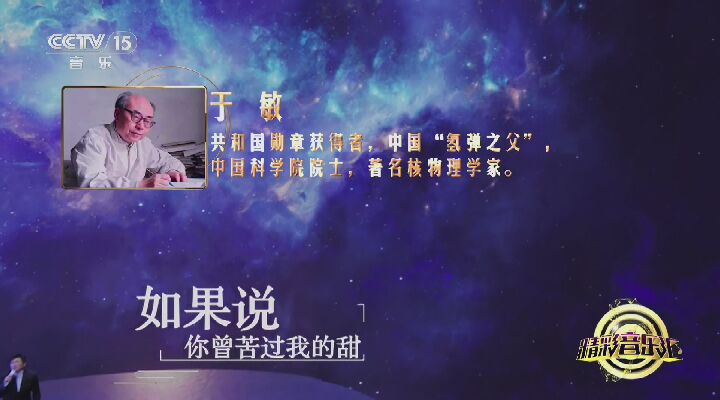 CCTV 15
音乐
于敏
共和国勋章获得者，中国“氢弹之父”，
中国科学院院士，著名核物理学家。
如果说
你曾苦过我的甜
精彩音乐汇